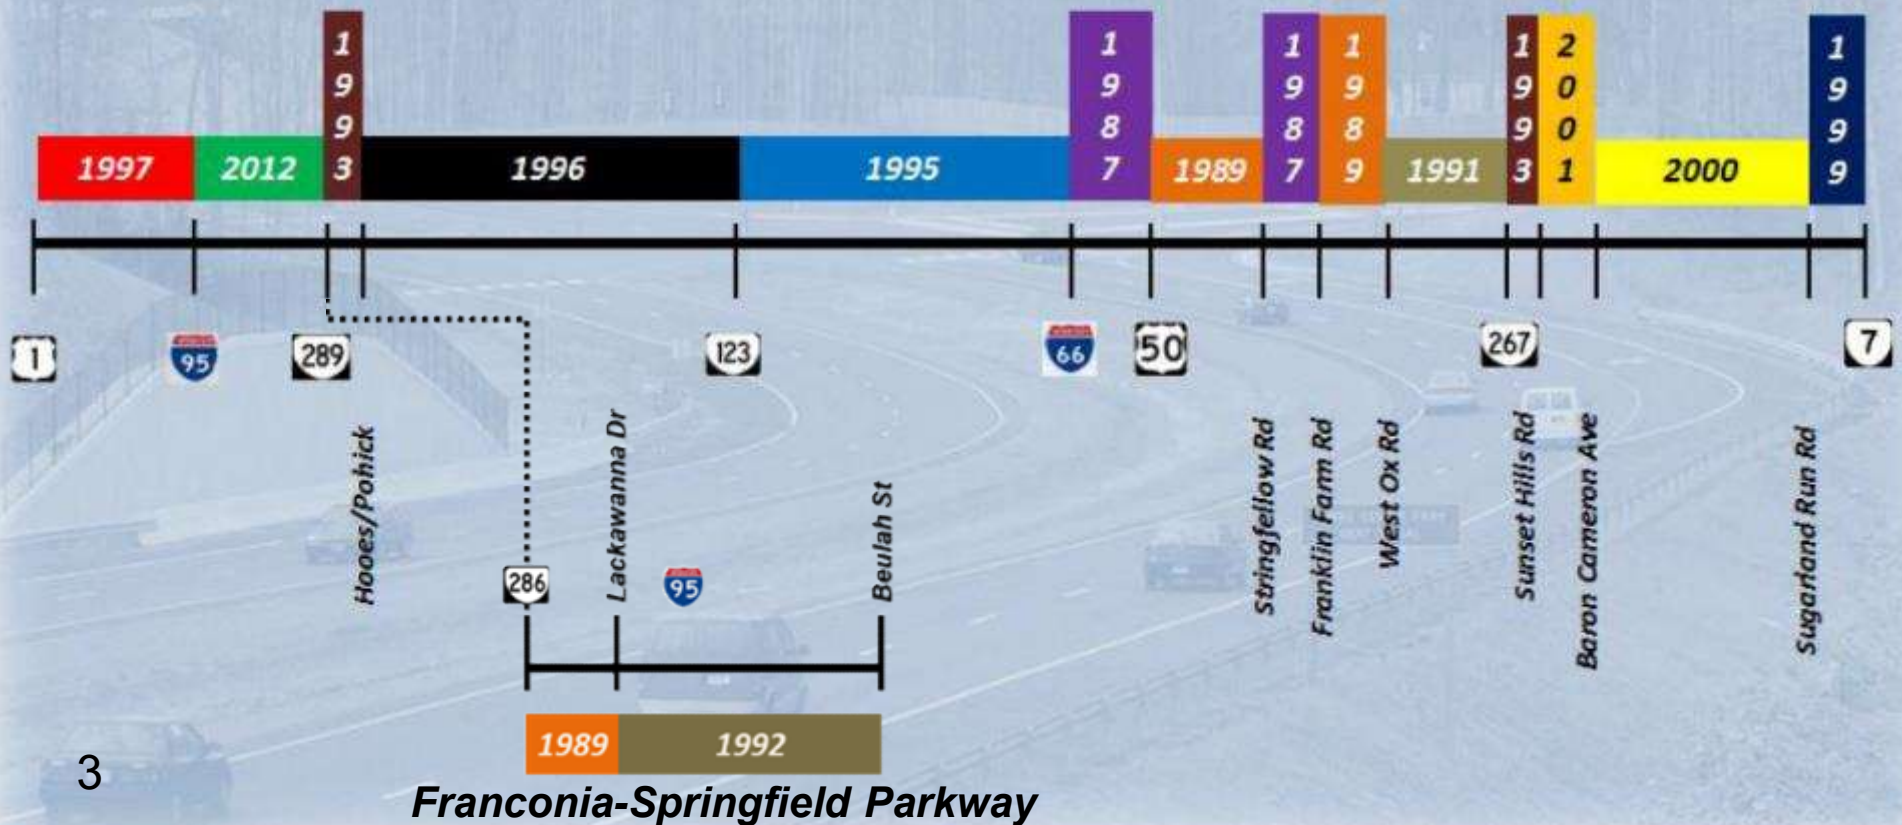 1993
1987
1987
1989
1993
2001
1999
1997
2012
1996
1995
1989
1991
2000
1
95
289
123
66
50
267
7
Hooes/Pohick
Stringfellow Rd
Franklin Farm Rd
West Ox Rd
Sunset Hills Rd
Baron Cameron Ave
Sugarland Run Rd
286
Lackawanna Dr
95
Beulah St
1989
1992
3
Franconia-Springfield Parkway